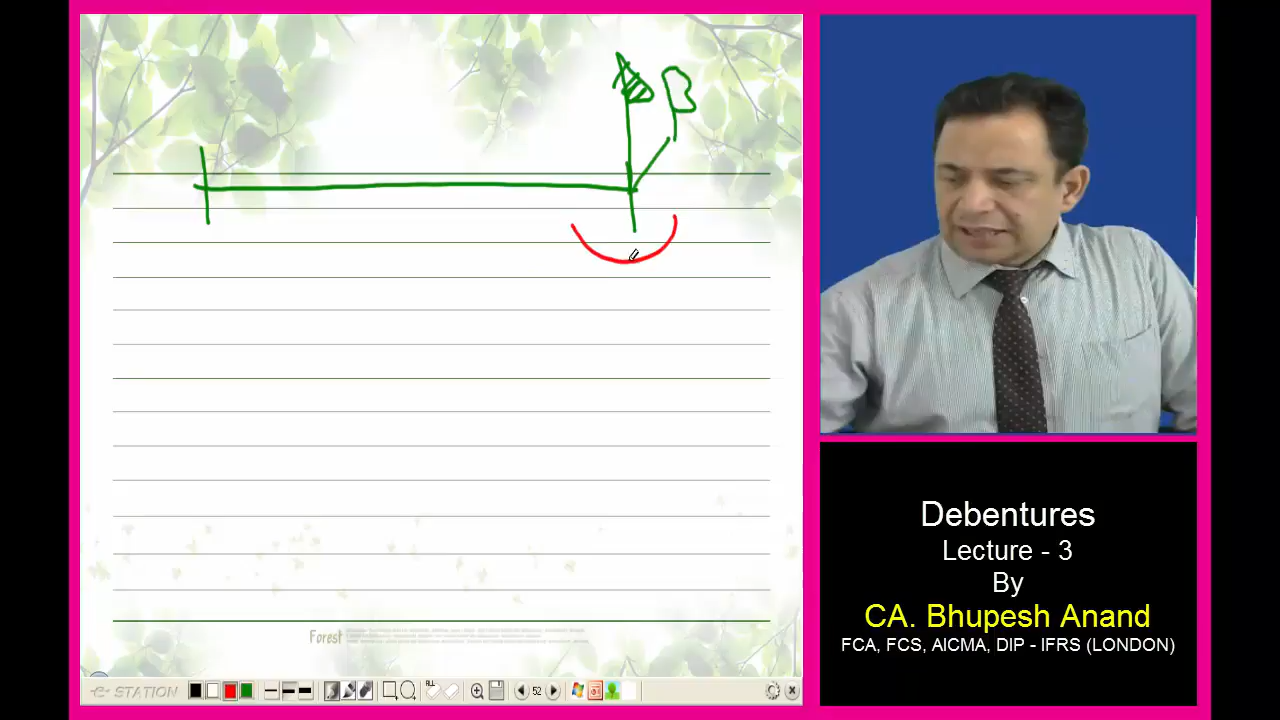 Debentures
Lecture - 3
By
CA. Bhupesh Anand
FCA, FCS, AICMA, DIP - IFRS (LONDON)
Forest
e-STATION
52